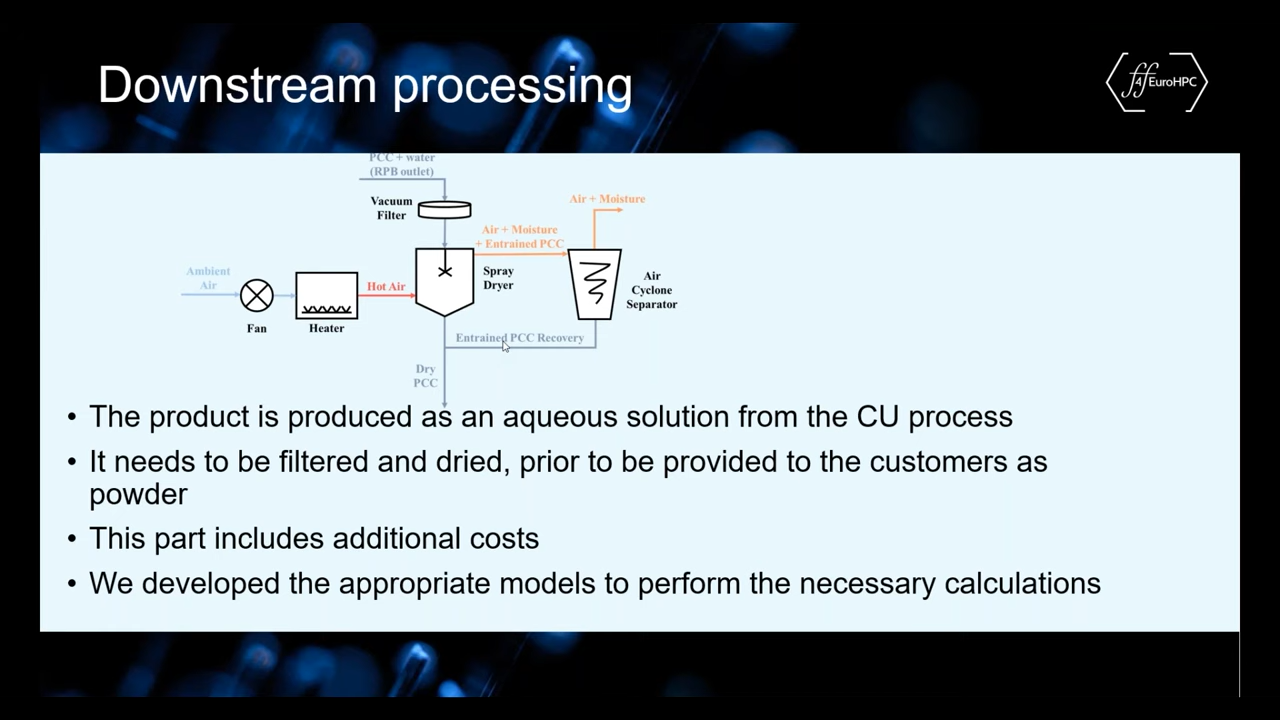 Downstream processing
fff4EuroHPC
PCC + water
(RPB outlet)
Vacuum
Filter
Air + Moisture
Air + Moisture
+ Entrained PCC
Ambient
Air
Hot Air
Spray
Dryer
Air
Cyclone
Separator
Fan
Heater
Entrained PCC Recovery
Dry
PCC
• The product is produced as an aqueous solution from the CU process
• It needs to be filtered and dried, prior to be provided to the customers as
powder
• This part includes additional costs
• We developed the appropriate models to perform the necessary calculations